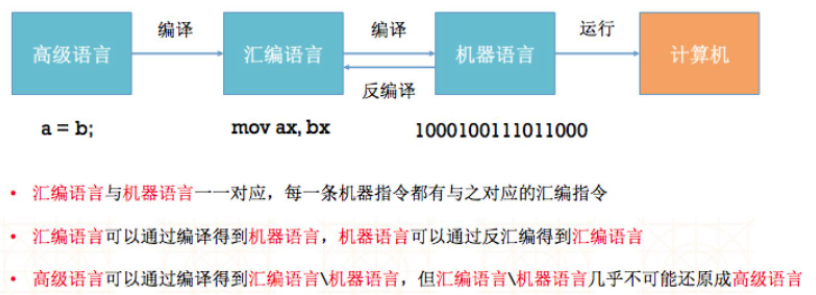 编译 编译 运行
高级语言 汇编语言 机器语言 计算机
反编译
a = b; mov ax, bx 1000100111011000
• 汇编语言与机器语言一一对应，每一条机器指令都有与之对应的汇编指令
• 汇编语言可以通过编译得到机器语言，机器语言可以通过反汇编得到汇编语言
• 高级语言可以通过编译得到汇编语言\机器语言，但汇编语言\机器语言几乎不可能还原成高级语言